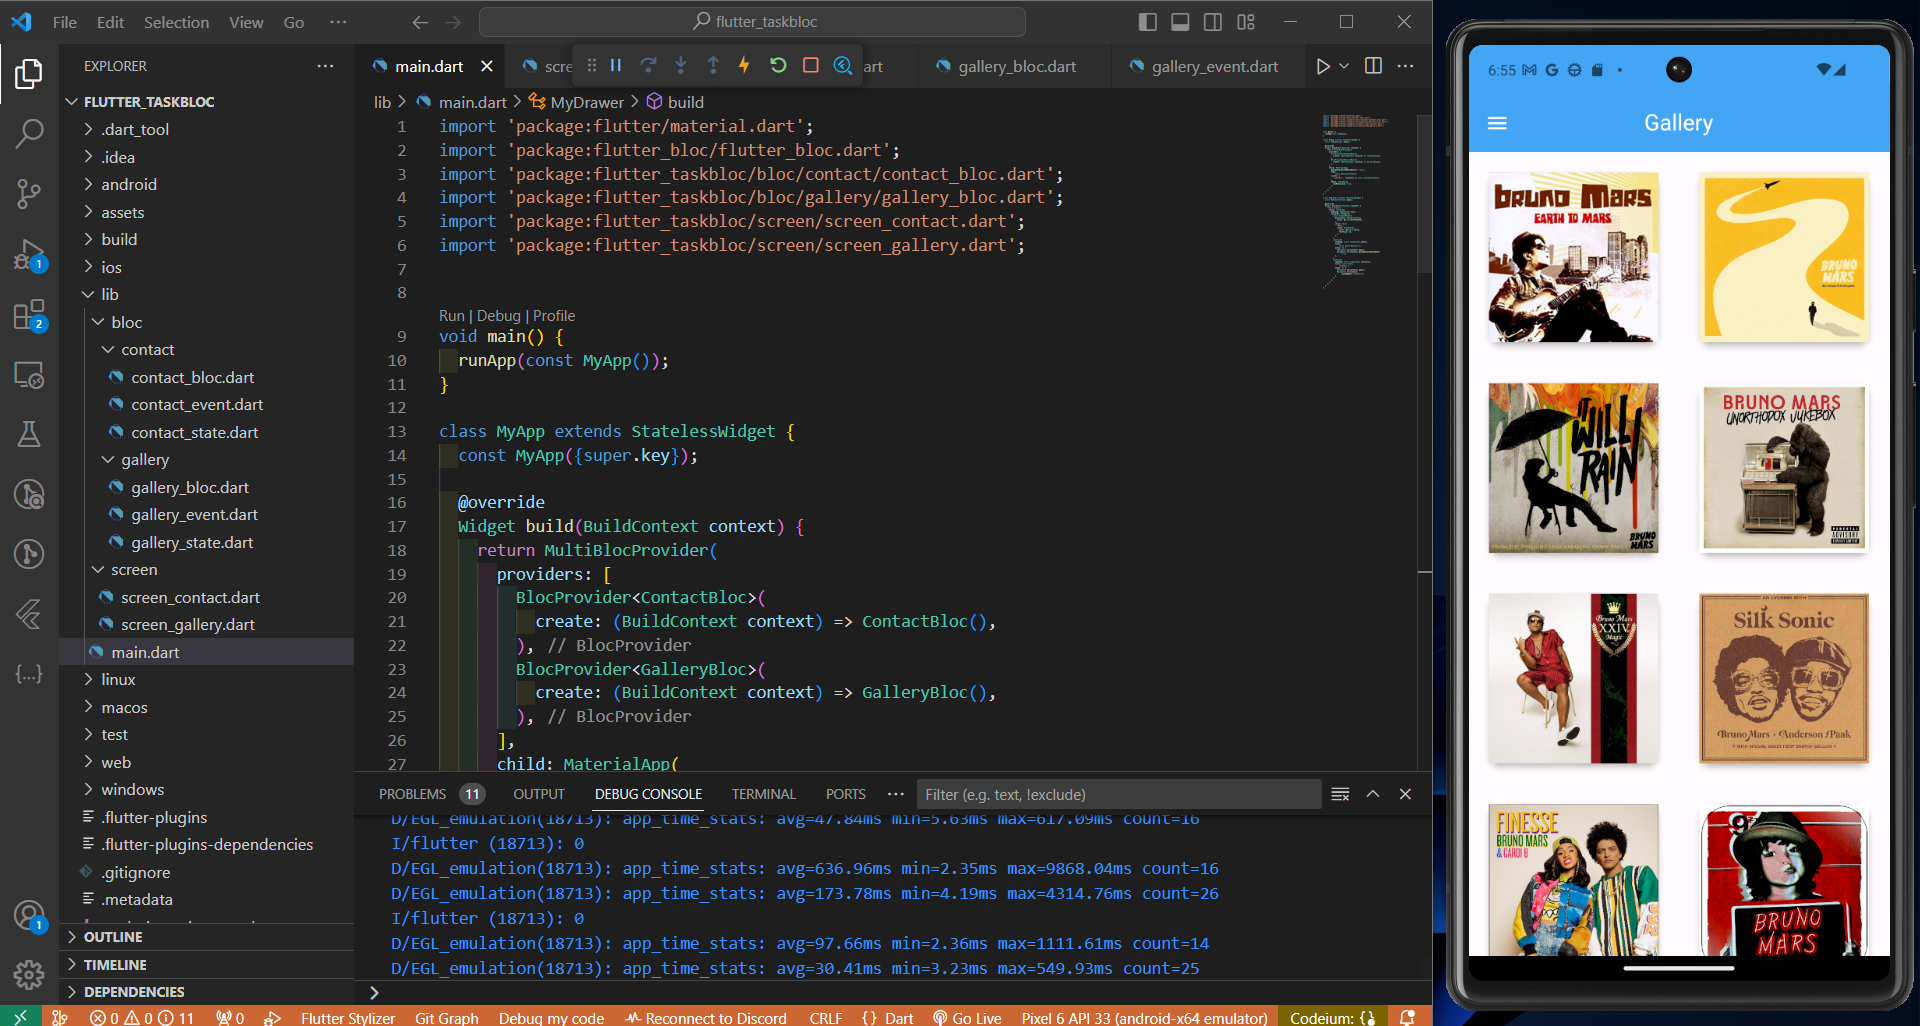 File Edit Selection View Go ··· flutter_taskbloc
EXPLORER ···
FLUTTER_TASKBLOC
.dart_tool
.idea
android
assets
build
ios
lib
bloc
contact
contact_bloc.dart
contact_event.dart
contact_state.dart
gallery
gallery_bloc.dart
gallery_event.dart
gallery_state.dart
screen
screen_contact.dart
screen_gallery.dart
main.dart
linux
macos
test
web
windows
.flutter-plugins
.flutter-plugins-dependencies
.gitignore
.metadata
OUTLINE
TIMELINE
DEPENDENCIES
1
2
1
main.dart scre art gallery_bloc.dart gallery_event.dart
lib > main.dart > MyDrawer > build
1 import 'package:flutter/material.dart';
2 import 'package:flutter_bloc/flutter_bloc.dart';
3 import 'package:flutter_taskbloc/bloc/contact/contact_bloc.dart';
4 import 'package:flutter_taskbloc/bloc/gallery/gallery_bloc.dart';
5 import 'package:flutter_taskbloc/screen/screen_contact.dart';
6 import 'package:flutter_taskbloc/screen/screen_gallery.dart';
7
8
Run | Debug | Profile
9 void main() {
10 runApp(const MyApp());
11 }
12
13 class MyApp extends StatelessWidget {
14 const MyApp({super.key});
15
16 @override
17 Widget build(BuildContext context) {
18 return MultiBlocProvider(
19 providers: [
20 BlocProvider<ContactBloc>(
21 create: (BuildContext context) => ContactBloc(),
22 ), // BlocProvider
23 BlocProvider<GalleryBloc>(
24 create: (BuildContext context) => GalleryBloc(),
25 ), // BlocProvider
26 ],
27 child: MaterialApp(
PROBLEMS 11 OUTPUT DEBUG CONSOLE TERMINAL PORTS ··· Filter (e.g. text, !exclude)
D/EGL_emulation(18713): app_time_stats: avg=47.84ms min=5.63ms max=617.09ms count=16
I/flutter (18713): 0
D/EGL_emulation(18713): app_time_stats: avg=636.96ms min=2.35ms max=9868.04ms count=16
D/EGL_emulation(18713): app_time_stats: avg=173.78ms min=4.19ms max=4314.76ms count=26
I/flutter (18713): 0
D/EGL_emulation(18713): app_time_stats: avg=97.66ms min=2.36ms max=1111.61ms count=14
D/EGL_emulation(18713): app_time_stats: avg=30.41ms min=3.23ms max=549.93ms count=25
>
0 0 11 0 Flutter Stylizer Git Graph Debug my code Reconnect to Discord CRLF {} Dart Go Live Pixel 6 API 33 (android-x64 emulator) Codeium: {}
6:55
Gallery
bruno Mars
EARTH TO MARS
BRUNO
MARS
IT
WILL
RAIN
BRUNO
MARS
BRUNO MARS
UNORTHODOX JUKEBOX
PARENTAL
ADVISORY
Bruno Mars
XXIV
Magic
AN EVENING WITH
Silk Sonic
Bruno Mars · Anderson .Paak
FINESSE
BRUNO MARS
& CARDI B
BRUNO
MARS